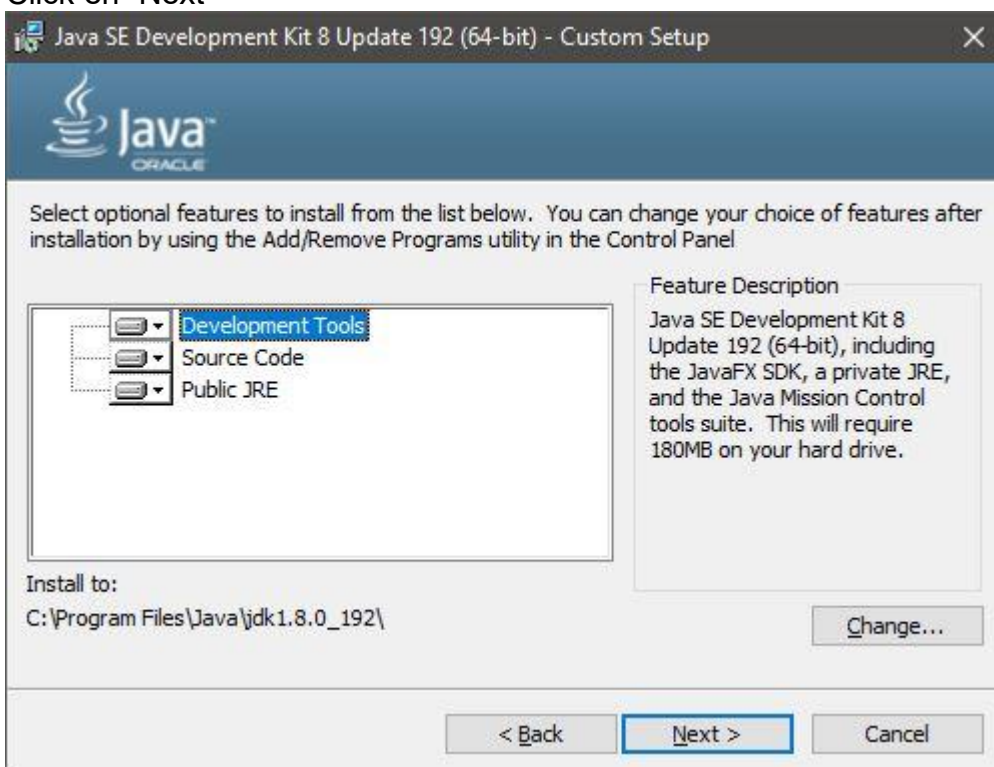 Click on "Next"
Java SE Development Kit 8 Update 192 (64-bit) - Custom Setup
Java™
ORACLE
Select optional features to install from the list below. You can change your choice of features after
installation by using the Add/Remove Programs utility in the Control Panel
Development Tools
Source Code
Public JRE
Feature Description
Java SE Development Kit 8
Update 192 (64-bit), including
the JavaFX SDK, a private JRE,
and the Java Mission Control
tools suite. This will require
180MB on your hard drive.
Install to:
C:\Program Files\Java\jdk1.8.0_192\
Change...
< Back
Next >
Cancel